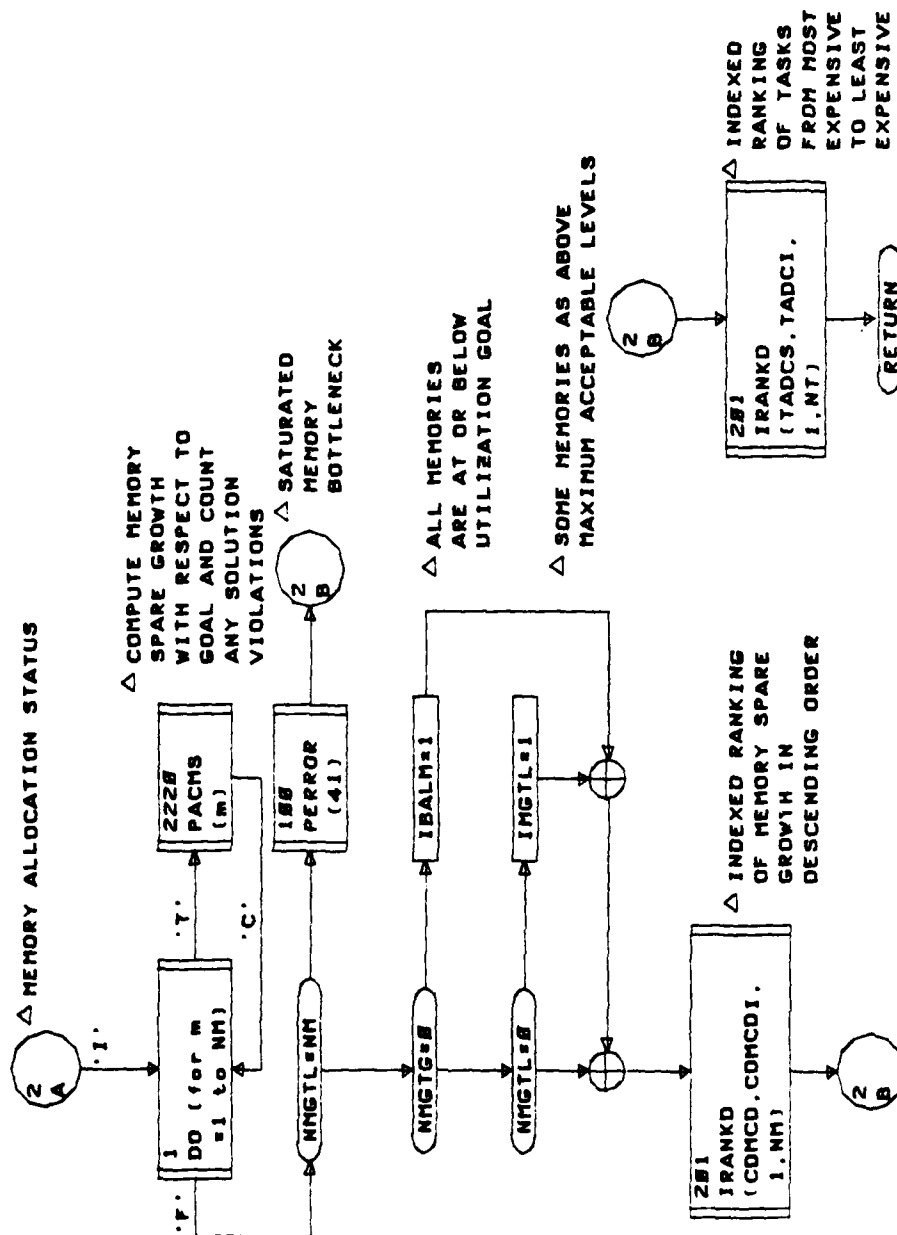 2
A
△ MEMORY ALLOCATION STATUS
'I'
1
DO (for m
=1 to NM)
'T'
'F'
'C'
2220
PACMS
(m)
△ COMPUTE MEMORY
SPARE GROWTH
WITH RESPECT TO
GOAL AND COUNT
ANY SOLUTION
VIOLATIONS
NMGTL=NM
100
PERROR
(41)
2
B
△ SATURATED
MEMORY
BOTTLENECK
NMGTG=0
IBALM=1
△ ALL MEMORIES
ARE AT OR BELOW
UTILIZATION GOAL
NMGTL=0
IMGTL=1
△ SOME MEMORIES AS ABOVE
MAXIMUM ACCEPTABLE LEVELS
201
IRANKD
(COMCD,COMCDI,
1,NM)
△ INDEXED RANKING
OF MEMORY SPARE
GROWTH IN
DESCENDING ORDER
2
B
2
B
201
IRANKD
(TADCS,TADCI,
1,NT)
△ INDEXED
RANKING
OF TASKS
FROM MOST
EXPENSIVE
TO LEAST
EXPENSIVE
RETURN